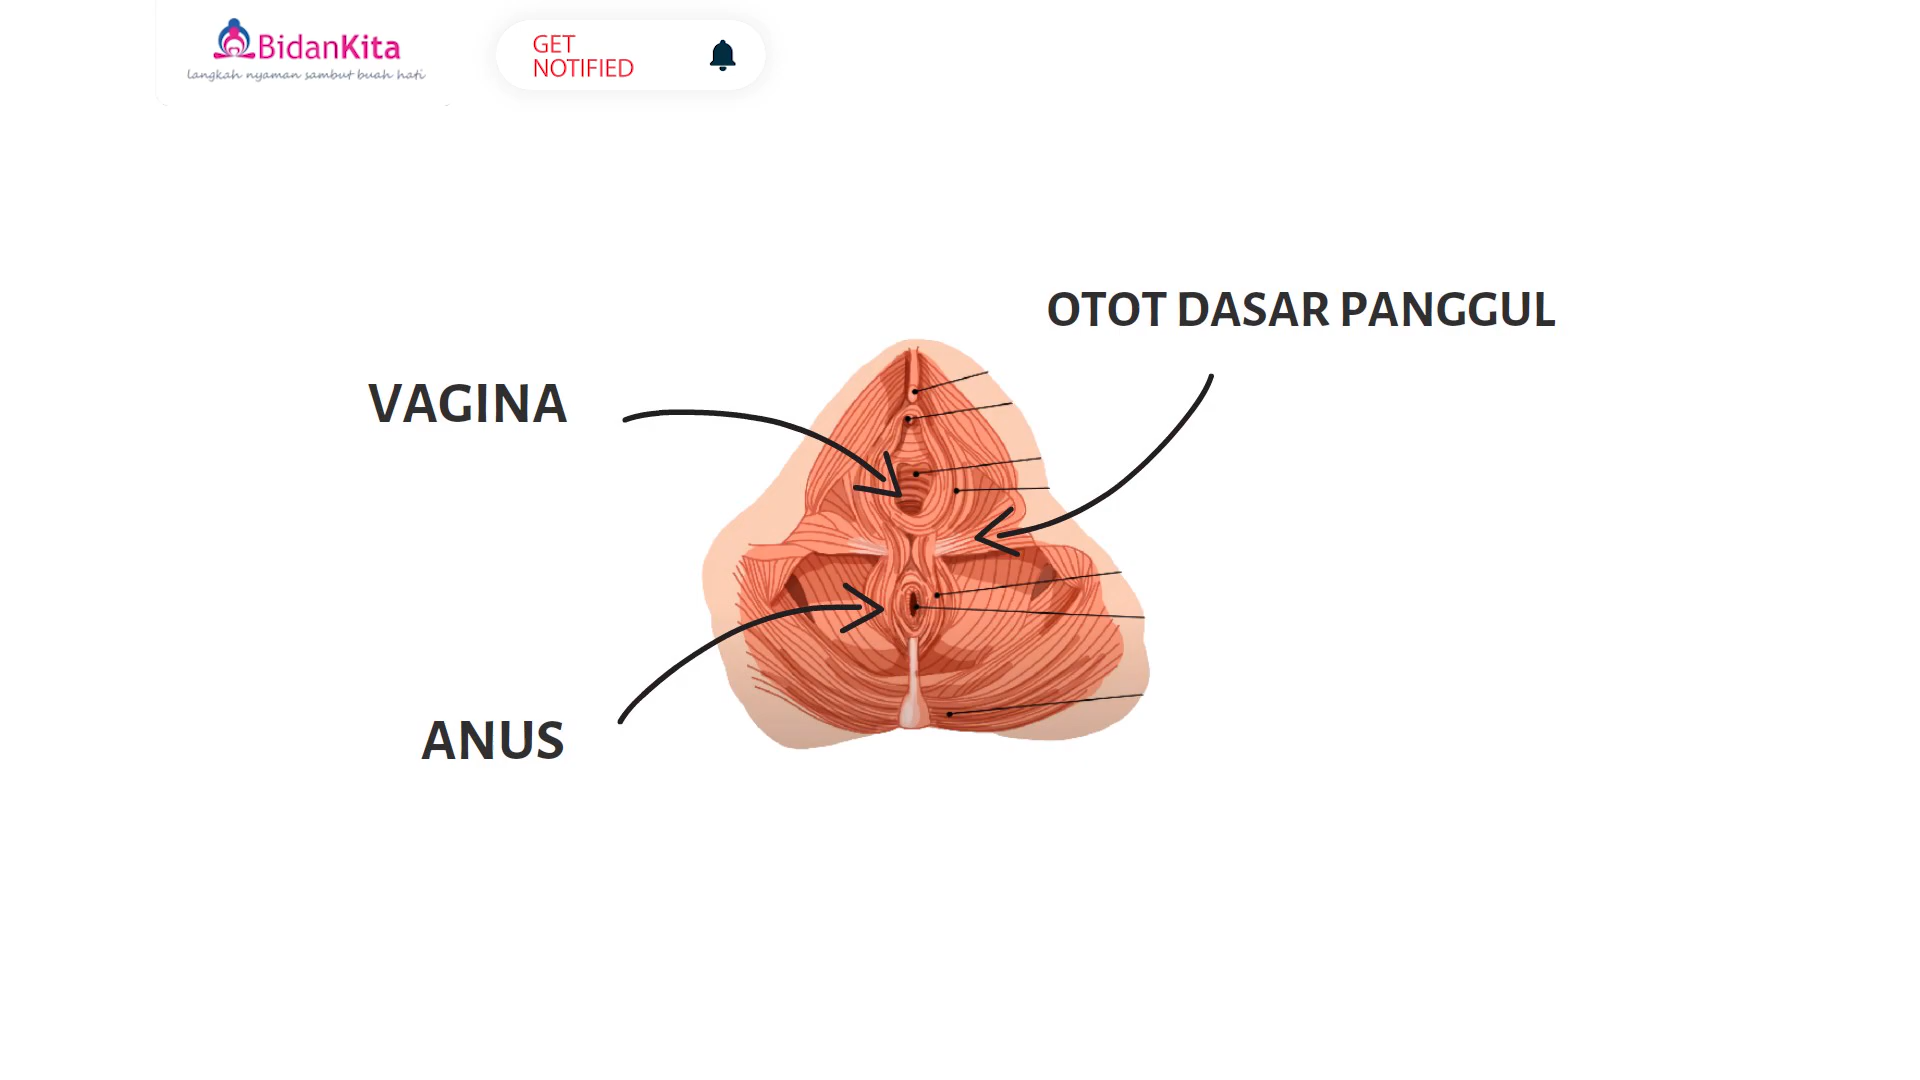 BidanKita
langkah nyaman sambut buah hati
GET
NOTIFIED
OTOT DASAR PANGGUL
VAGINA
ANUS